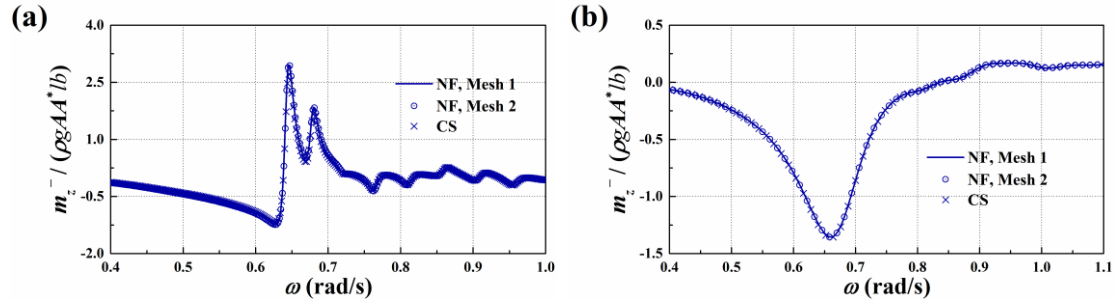 (a)
4.0
2.5
1.0
-0.5
-2.0
m_z^- / (ρgAA*lb)
NF, Mesh 1
NF, Mesh 2
CS
0.4 0.5 0.6 0.7 0.8 0.9 1.0
ω (rad/s)
(b)
0.5
0.0
-0.5
-1.0
-1.5
m_z^- / (ρgAA*lb)
NF, Mesh 1
NF, Mesh 2
CS
0.4 0.5 0.6 0.7 0.8 0.9 1.0 1.1
ω (rad/s)